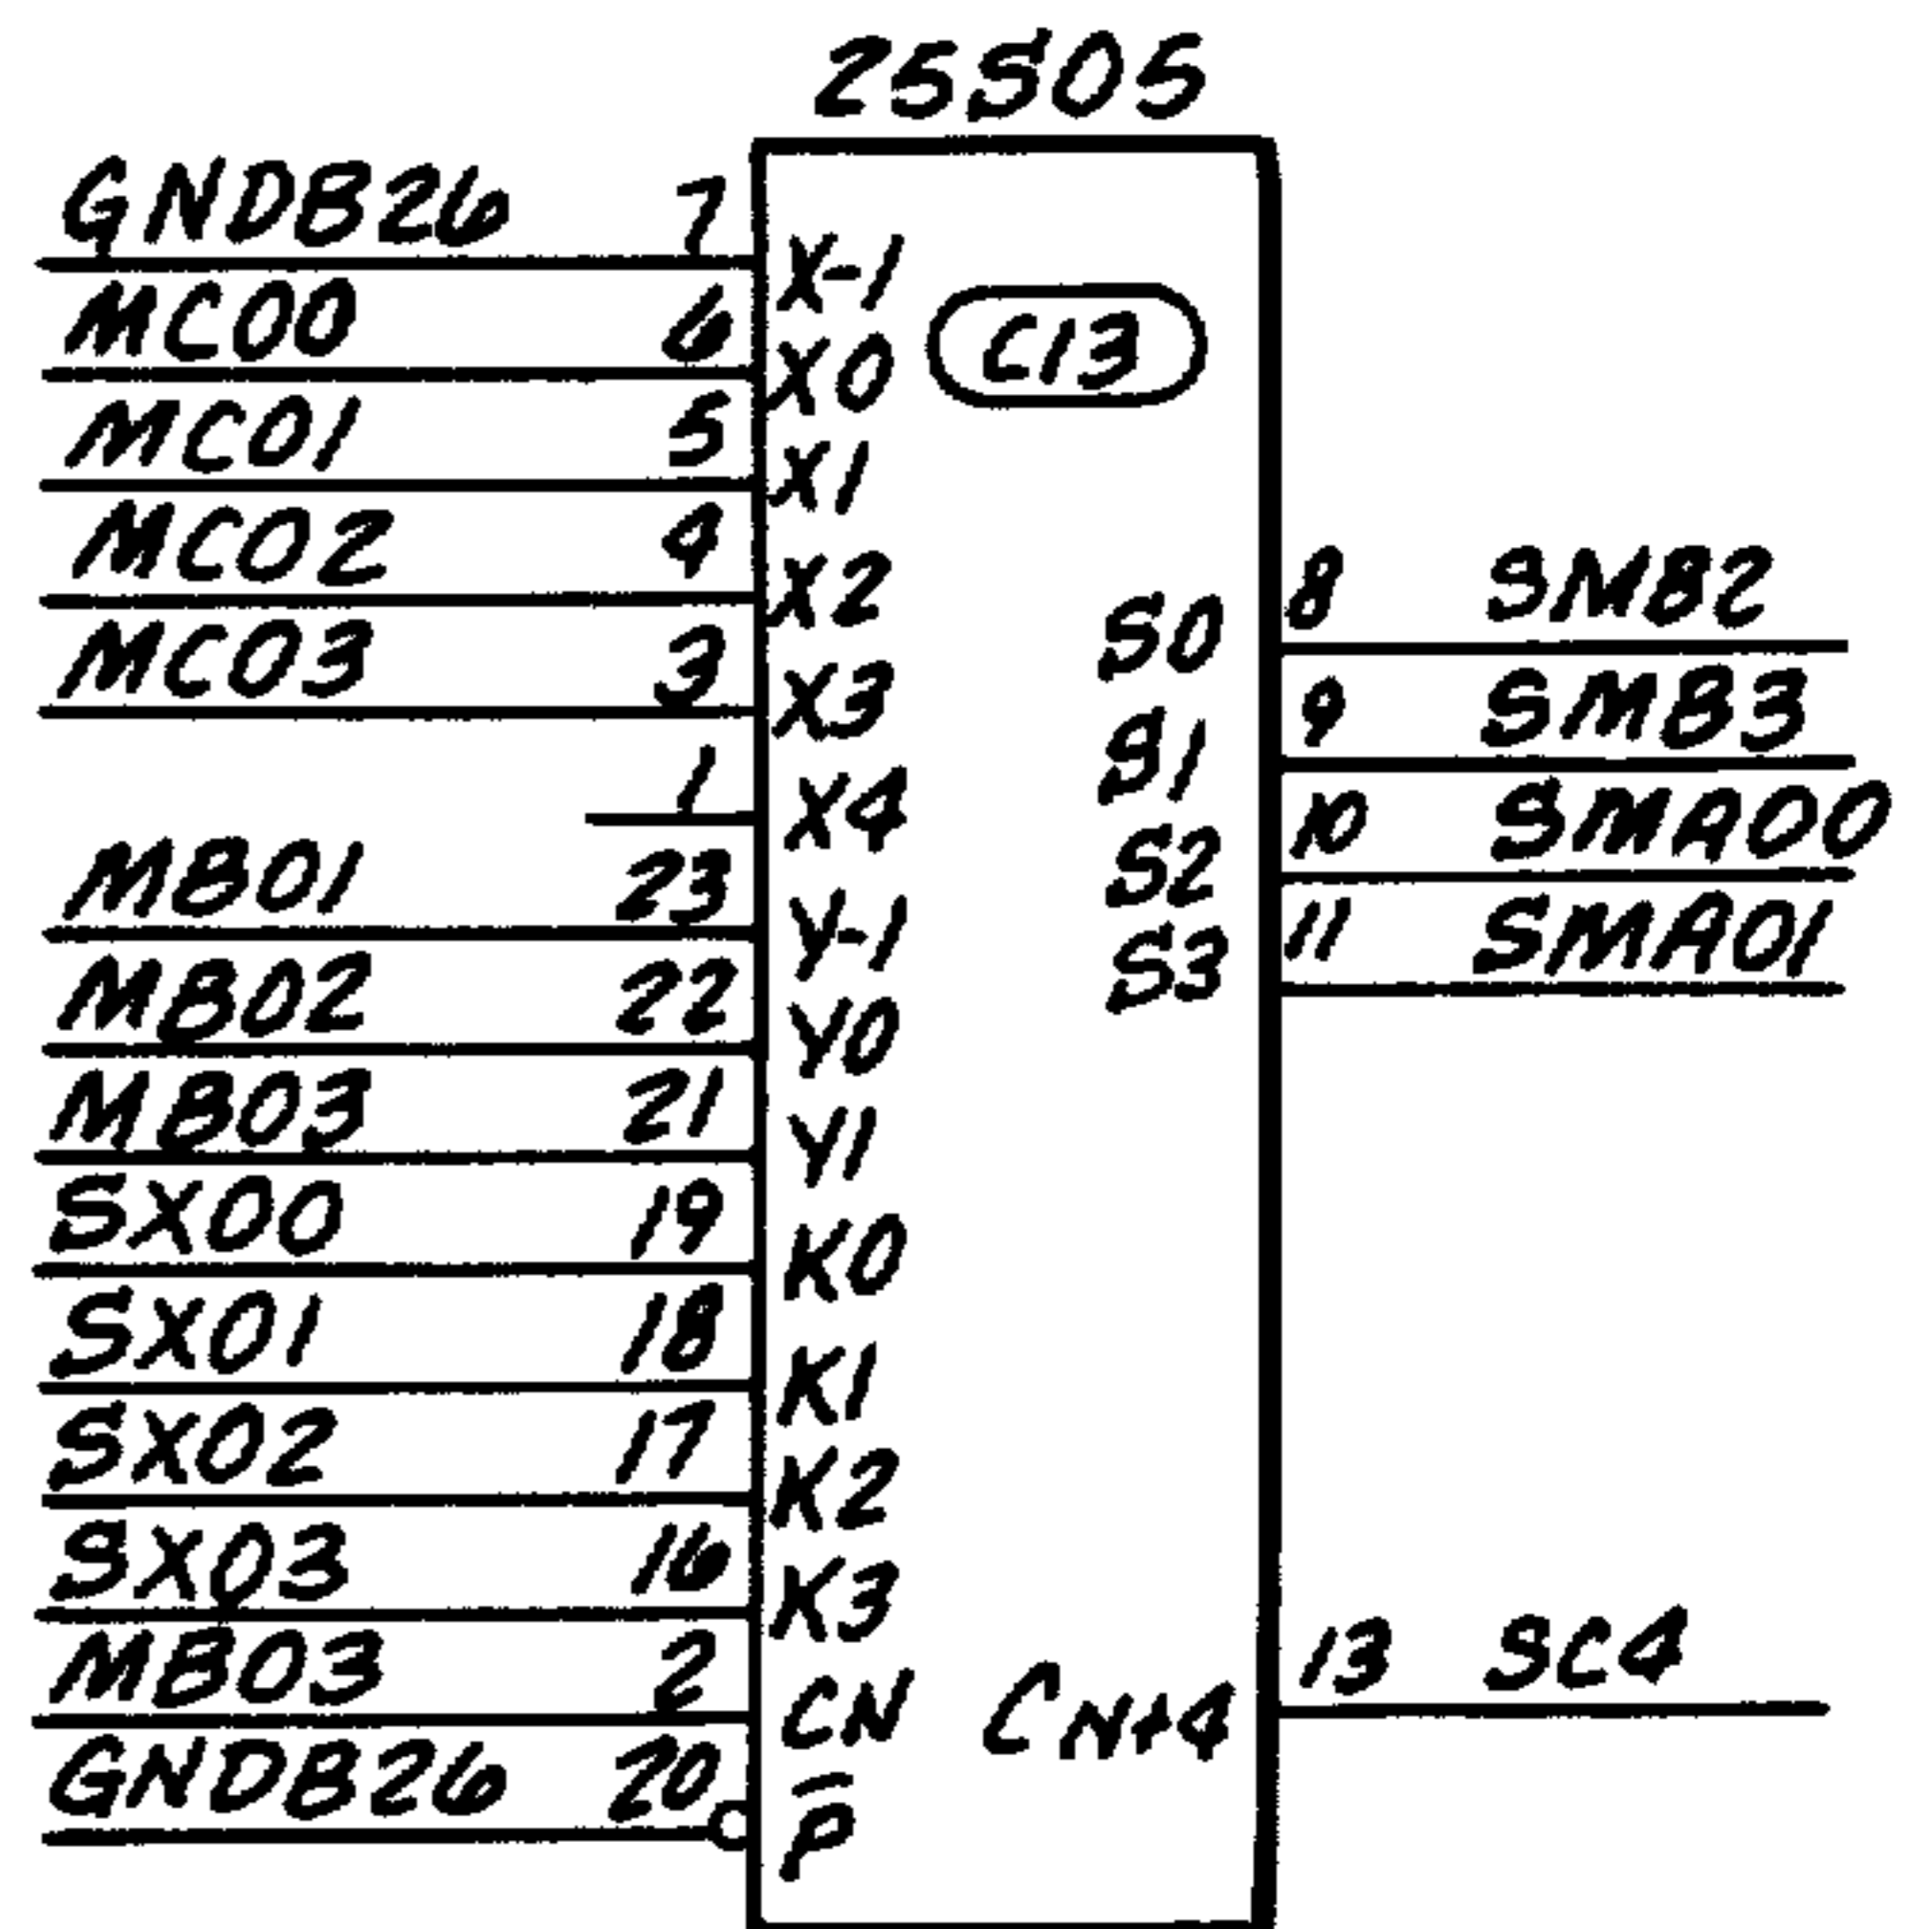 25S05
GNDB26 7 X-1
MC00 6 X0 C13
MC01 5 X1
MC02 4 X2
MC03 3 X3
1 X4
MB01 23 Y-1
MB02 22 Y0
MB03 21 Y1
SX00 19 K0
SX01 18 K1
SX02 17 K2
SX03 16 K3
MB03 2 CN
GNDB26 20 P̅
S0 8 SMB2
S1 9 SMB3
S2 10 SMA00
S3 11 SMA01
CN+4 13 SC4